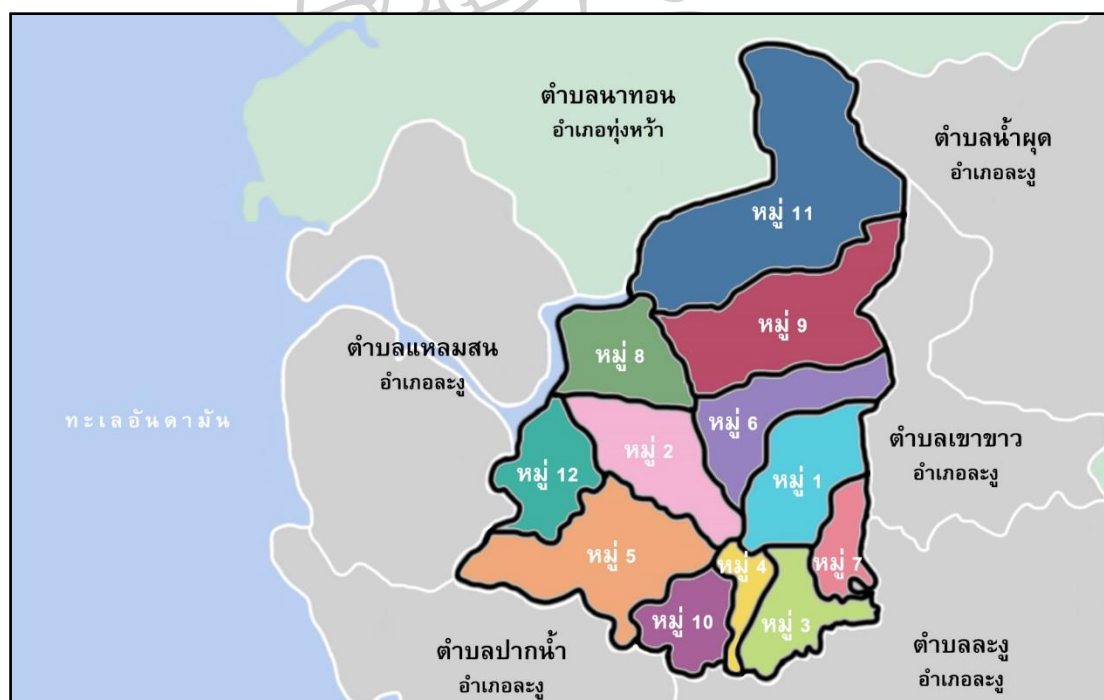 ตำบลนาทอน
อำเภอทุ่งหว้า
ตำบลน้ำผุด
อำเภอละงู
หมู่ 11
หมู่ 9
ตำบลแหลมสน
อำเภอละงู
หมู่ 8
ทะเลอันดามัน
หมู่ 6
หมู่ 2
ตำบลเขาขาว
อำเภอละงู
หมู่ 12
หมู่ 1
หมู่ 5
หมู่ 4
หมู่ 7
หมู่ 10
หมู่ 3
ตำบลปากน้ำ
อำเภอละงู
ตำบลละงู
อำเภอละงู